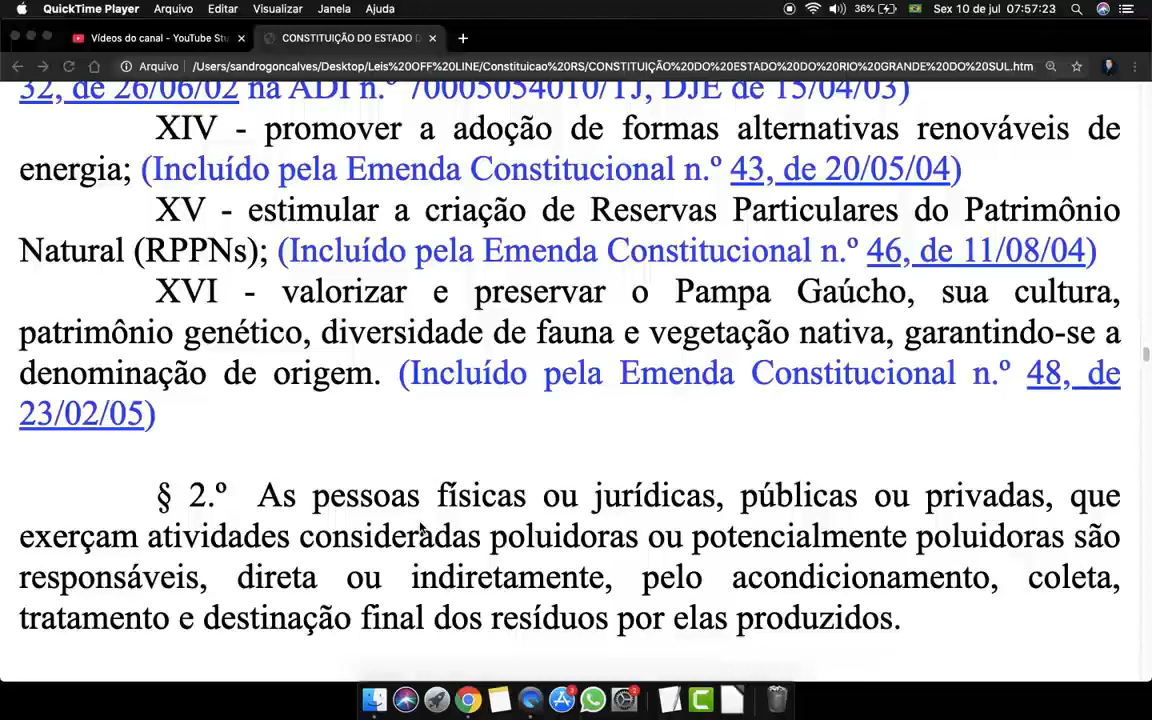 QuickTime Player Arquivo Editar Visualizar Janela Ajuda 36% Sex 10 de jul 07:57:23
Vídeos do canal - YouTube Stu × CONSTITUIÇÃO DO ESTADO × +
Arquivo /Users/sandrogoncalves/Desktop/Leis%20OFF%20LINE/Constituicao%20RS/CONSTITUIÇÃO%20DO%20ESTADO%20DO%20RIO%20GRANDE%20DO%20SUL.htm
32, de 26/06/02 na ADI n.º 70005054010/TJ, DJE de 15/04/03)
XIV - promover a adoção de formas alternativas renováveis de
energia; (Incluído pela Emenda Constitucional n.º 43, de 20/05/04)
XV - estimular a criação de Reservas Particulares do Patrimônio
Natural (RPPNs); (Incluído pela Emenda Constitucional n.º 46, de 11/08/04)
XVI - valorizar e preservar o Pampa Gaúcho, sua cultura,
patrimônio genético, diversidade de fauna e vegetação nativa, garantindo-se a
denominação de origem. (Incluído pela Emenda Constitucional n.º 48, de
23/02/05)
§ 2.º As pessoas físicas ou jurídicas, públicas ou privadas, que
exerçam atividades consideradas poluidoras ou potencialmente poluidoras são
responsáveis, direta ou indiretamente, pelo acondicionamento, coleta,
tratamento e destinação final dos resíduos por elas produzidos.